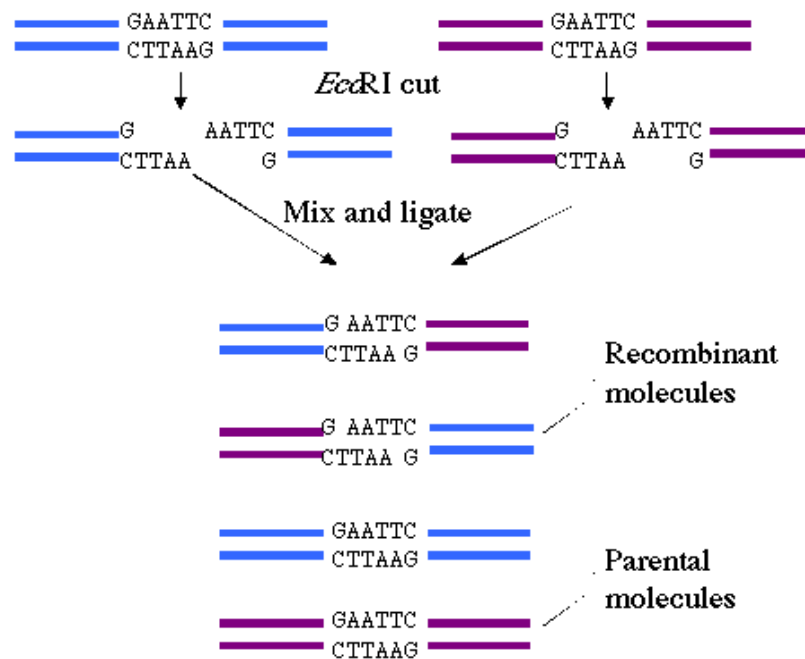 GAATTC GAATTC
CTTAAG CTTAAG
EcoRI cut
G AATTC G AATTC
CTTAA G CTTAA G
Mix and ligate
G AATTC
CTTAA G
Recombinant
molecules
G AATTC
CTTAA G
GAATTC
CTTAAG
Parental
molecules
GAATTC
CTTAAG